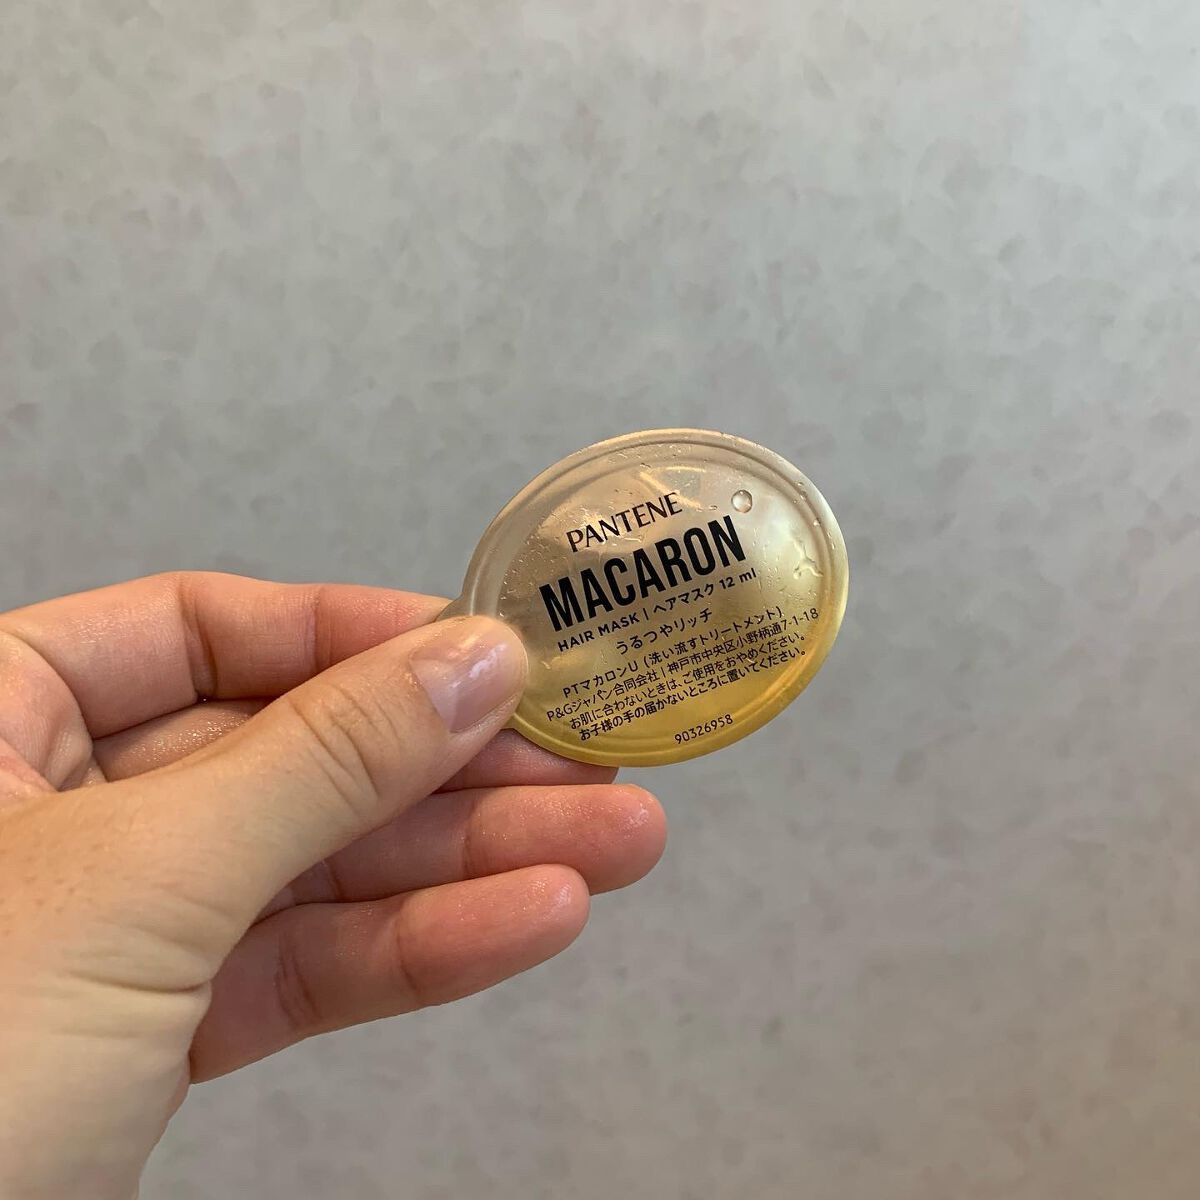 PANTENE
MACARON
HAIR MASK | ヘアマスク 12 ml
うるつやリッチ
PTマカロンU (洗い流すトリートメント)
P&Gジャパン合同会社 | 神戸市中央区小野柄通7-1-18
お肌に合わないときは、ご使用をおやめください。
お子様の手の届かないところに置いてください。
90326958